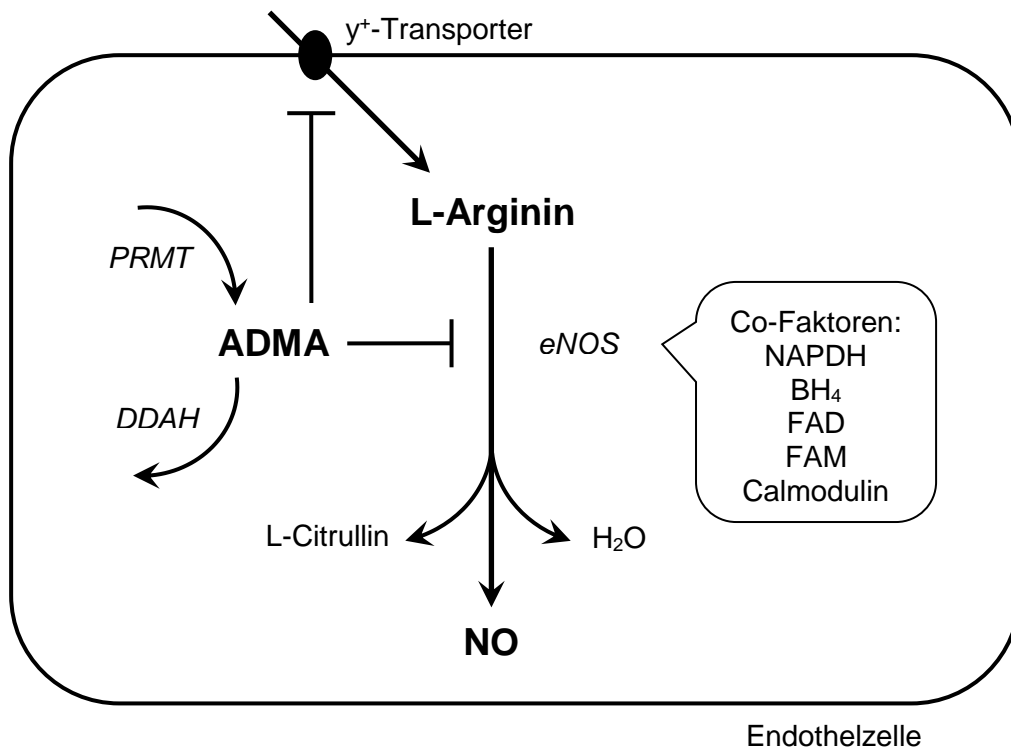 y⁺-Transporter
L-Arginin
PRMT
ADMA
eNOS
Co-Faktoren:
NAPDH
BH₄
FAD
FAM
Calmodulin
DDAH
L-Citrullin
H₂O
NO
Endothelzelle